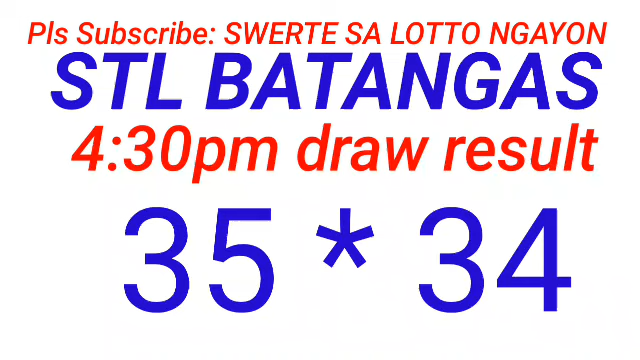 Pls Subscribe: SWERTE SA LOTTO NGAYON
STL BATANGAS
4:30pm draw result
35 * 34